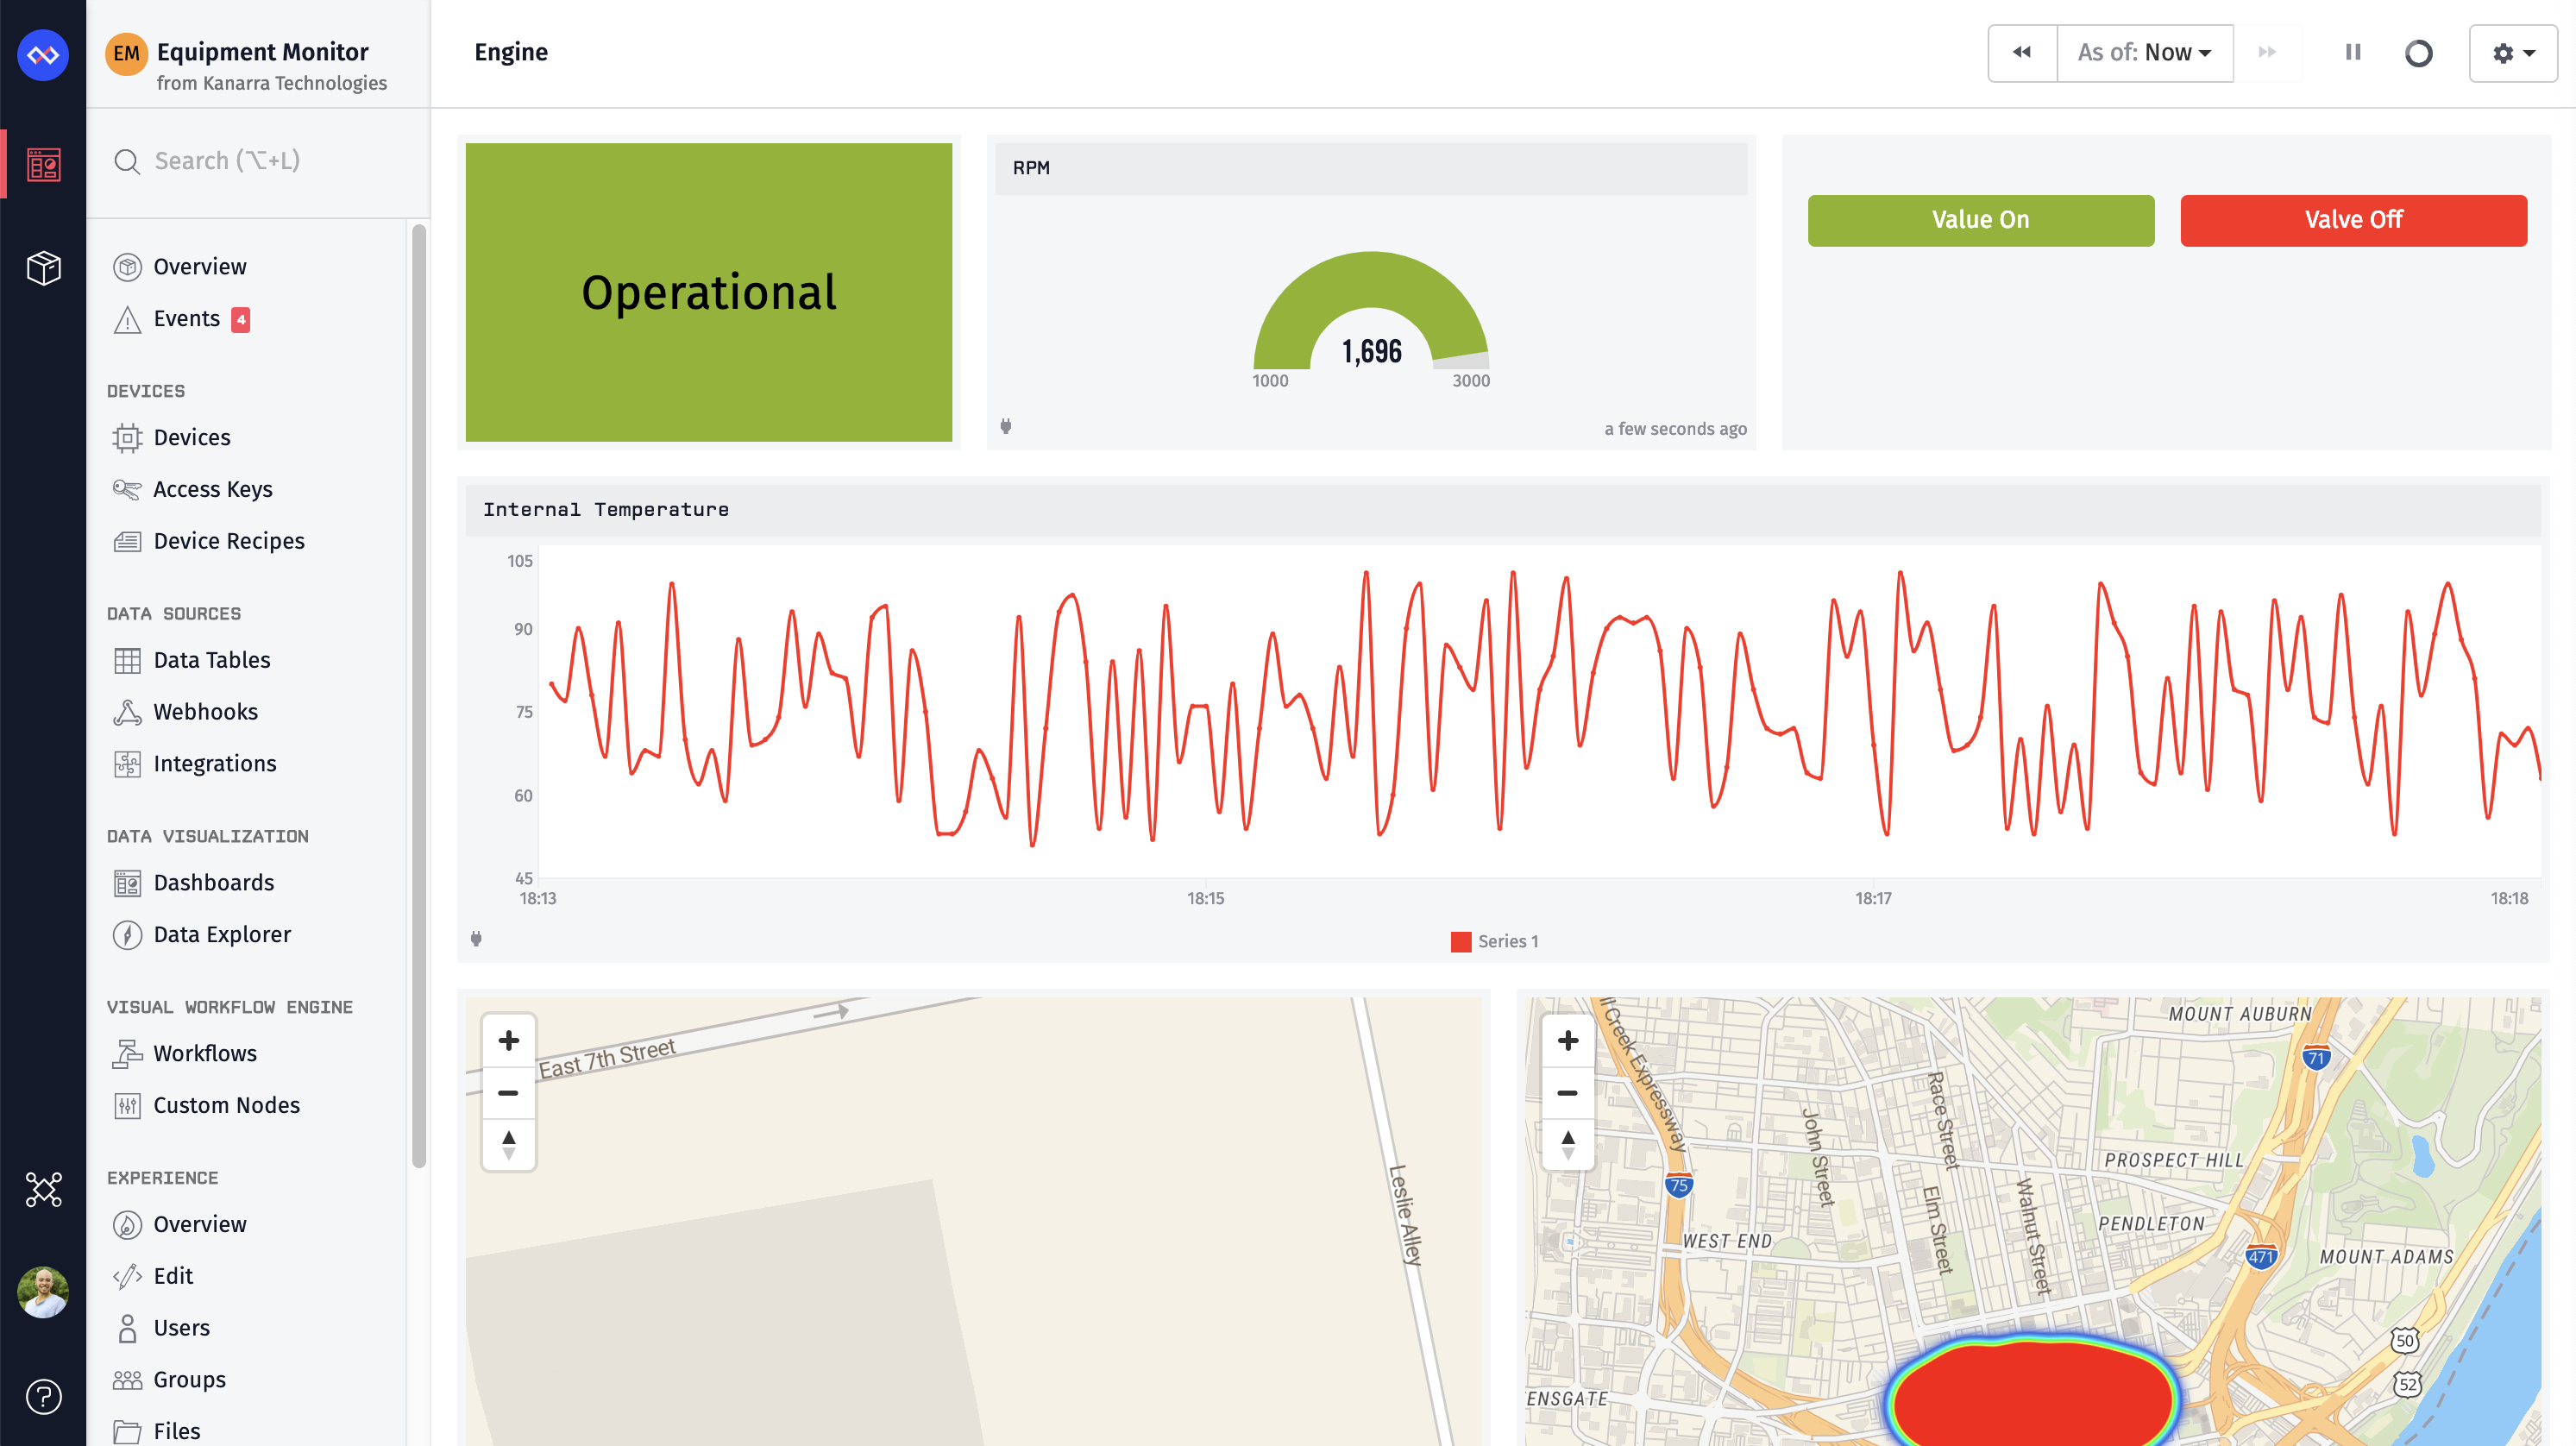 EM
Equipment Monitor
from Kanarra Technologies
Search (⌥+L)
Overview
Events 4
DEVICES
Devices
Access Keys
Device Recipes
DATA SOURCES
Data Tables
Webhooks
Integrations
DATA VISUALIZATION
Dashboards
Data Explorer
VISUAL WORKFLOW ENGINE
Workflows
Custom Nodes
EXPERIENCE
Overview
Edit
Users
Groups
Files
Engine
As of: Now
Operational
RPM
1,696
1000 3000
a few seconds ago
Value On
Valve Off
Internal Temperature
105
90
75
60
45
18:13 18:15 18:17 18:18
Series 1
East 7th Street
Leslie Alley
ll Creek Expressway
MOUNT AUBURN
71
Race Street
John Street
PROSPECT HILL
75
Elm Street
Walnut Street
PENDLETON
WEST END
471
MOUNT ADAMS
50
52
ENSGATE